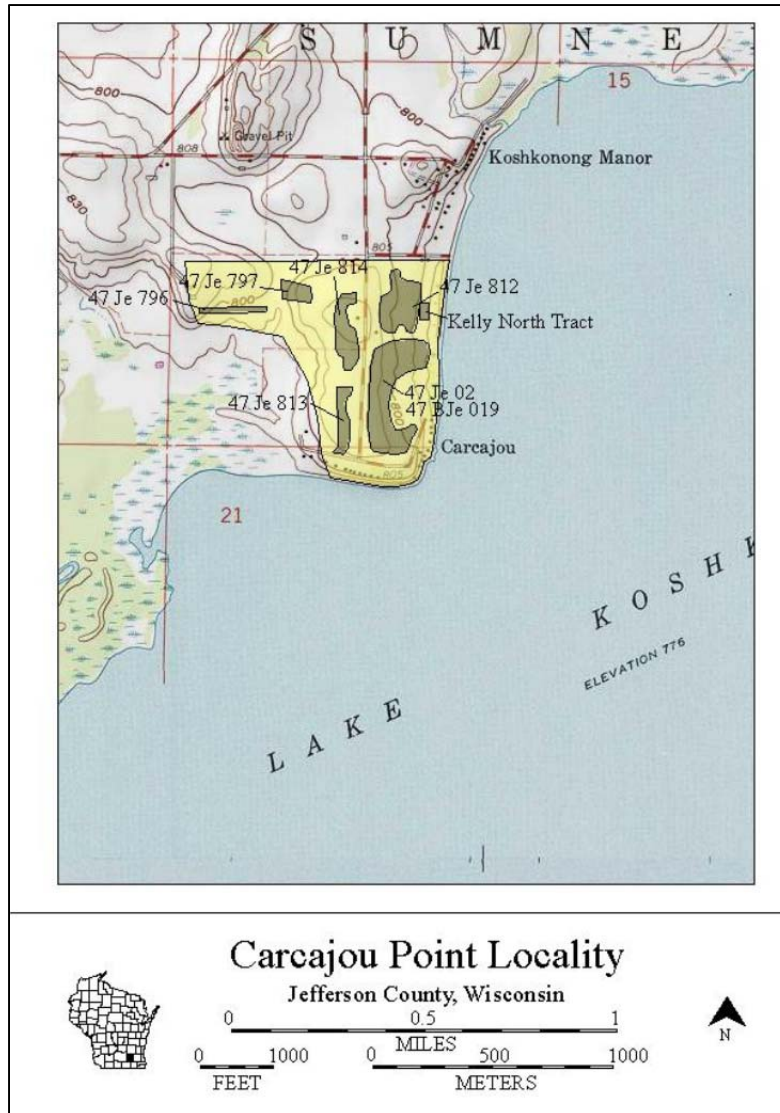 S U M N E
15
800
800
Gravel Pit
808
Koshkonong Manor
830
805
47 Je 814
47 Je 797
47 Je 812
47 Je 796
800
Kelly North Tract
47 Je 02
47 Je 813
800
47 BJe 019
Carcajou
805
21
K O S H K
ELEVATION 776
L A K E
Carcajou Point Locality
Jefferson County, Wisconsin
0 0.5 1
MILES
0 1000
FEET
0 500 1000
METERS
N